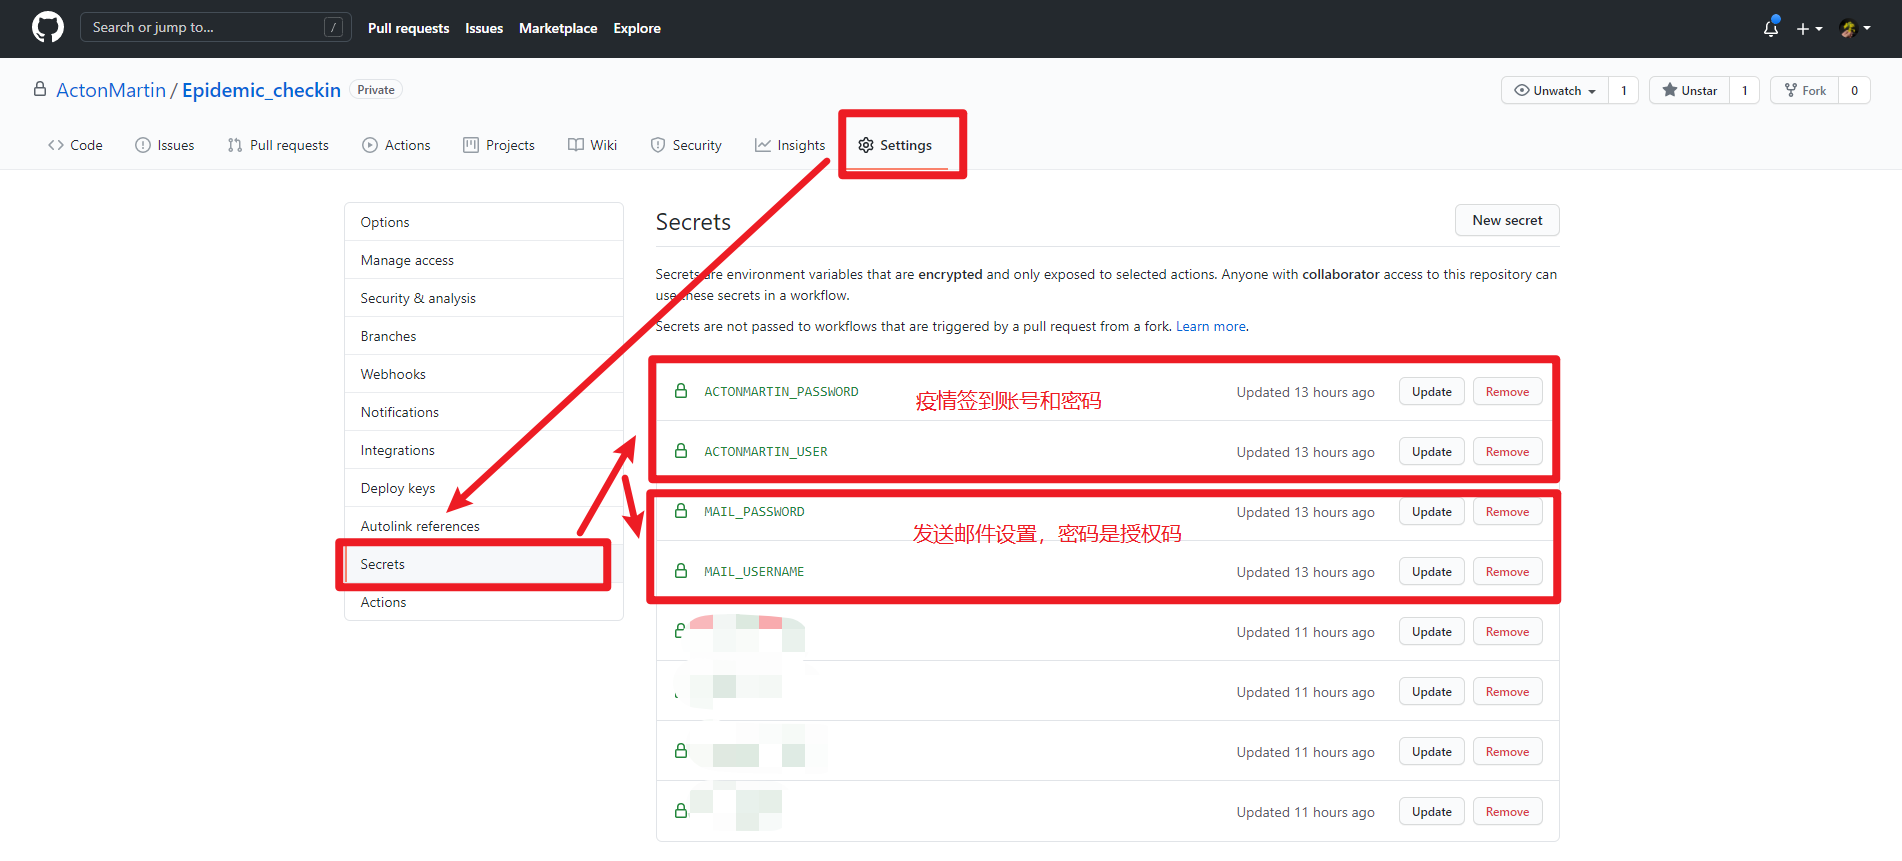 Search or jump to... /
Pull requests Issues Marketplace Explore
ActonMartin / Epidemic_checkin Private
Unwatch 1 Unstar 1 Fork 0
Code Issues Pull requests Actions Projects Wiki Security Insights Settings
Options
Manage access
Security & analysis
Branches
Webhooks
Notifications
Integrations
Deploy keys
Autolink references
Secrets
Actions
Secrets
New secret
Secrets are environment variables that are encrypted and only exposed to selected actions. Anyone with collaborator access to this repository can
use these secrets in a workflow.
Secrets are not passed to workflows that are triggered by a pull request from a fork. Learn more.
ACTONMARTIN_PASSWORD Updated 13 hours ago Update Remove
疫情签到账号和密码
ACTONMARTIN_USER Updated 13 hours ago Update Remove
MAIL_PASSWORD Updated 13 hours ago Update Remove
发送邮件设置，密码是授权码
MAIL_USERNAME Updated 13 hours ago Update Remove
Updated 11 hours ago Update Remove
Updated 11 hours ago Update Remove
Updated 11 hours ago Update Remove
Updated 11 hours ago Update Remove